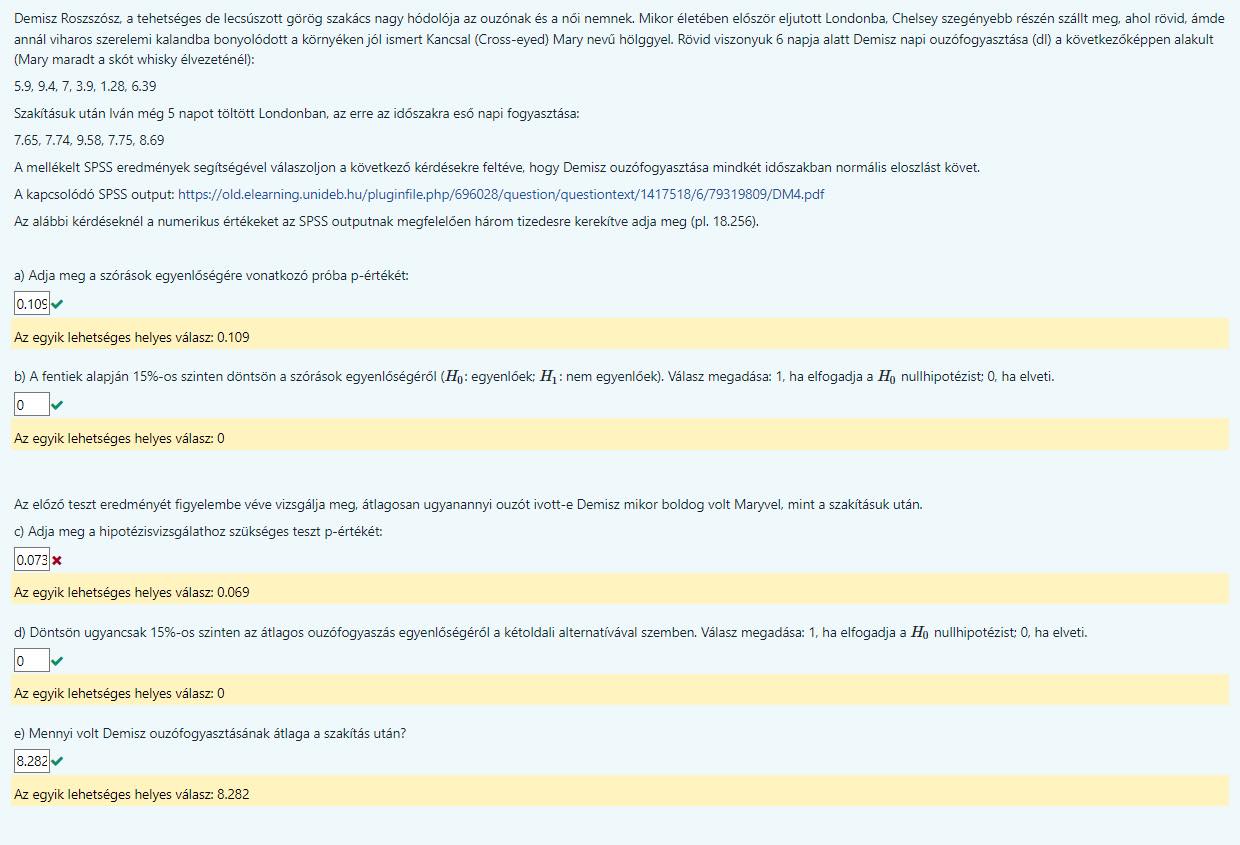 Demisz Roszszósz, a tehetséges de lecsúszott görög szakács nagy hódolója az ouzónak és a női nemnek. Mikor életében először eljutott Londonba, Chelsey szegényebb részén szállt meg, ahol rövid, ámde
annál viharos szerelemi kalandba bonyolódott a környéken jól ismert Kancsal (Cross-eyed) Mary nevű hölggyel. Rövid viszonyuk 6 napja alatt Demisz napi ouzófogyasztása (dl) a következőképpen alakult
(Mary maradt a skót whisky élvezeténél):
5.9, 9.4, 7, 3.9, 1.28, 6.39
Szakításuk után Iván még 5 napot töltött Londonban, az erre az időszakra eső napi fogyasztása:
7.65, 7.74, 9.58, 7.75, 8.69
A mellékelt SPSS eredmények segítségével válaszoljon a következő kérdésekre feltéve, hogy Demisz ouzófogyasztása mindkét időszakban normális eloszlást követ.
A kapcsolódó SPSS output: https://old.elearning.unideb.hu/pluginfile.php/696028/question/questiontext/1417518/6/79319809/DM4.pdf
Az alábbi kérdéseknél a numerikus értékeket az SPSS outputnak megfelelően három tizedesre kerekítve adja meg (pl. 18.256).
a) Adja meg a szórások egyenlőségére vonatkozó próba p-értékét:
0.109
Az egyik lehetséges helyes válasz: 0.109
b) A fentiek alapján 15%-os szinten döntsön a szórások egyenlőségéről (H₀: egyenlőek; H₁: nem egyenlőek). Válasz megadása: 1, ha elfogadja a H₀ nullhipotézist; 0, ha elveti.
0
Az egyik lehetséges helyes válasz: 0
Az előző teszt eredményét figyelembe véve vizsgálja meg, átlagosan ugyanannyi ouzót ivott-e Demisz mikor boldog volt Maryvel, mint a szakításuk után.
c) Adja meg a hipotézisvizsgálathoz szükséges teszt p-értékét:
0.073
Az egyik lehetséges helyes válasz: 0.069
d) Döntsön ugyancsak 15%-os szinten az átlagos ouzófogyaszás egyenlőségéről a kétoldali alternatívával szemben. Válasz megadása: 1, ha elfogadja a H₀ nullhipotézist; 0, ha elveti.
0
Az egyik lehetséges helyes válasz: 0
e) Mennyi volt Demisz ouzófogyasztásának átlaga a szakítás után?
8.282
Az egyik lehetséges helyes válasz: 8.282